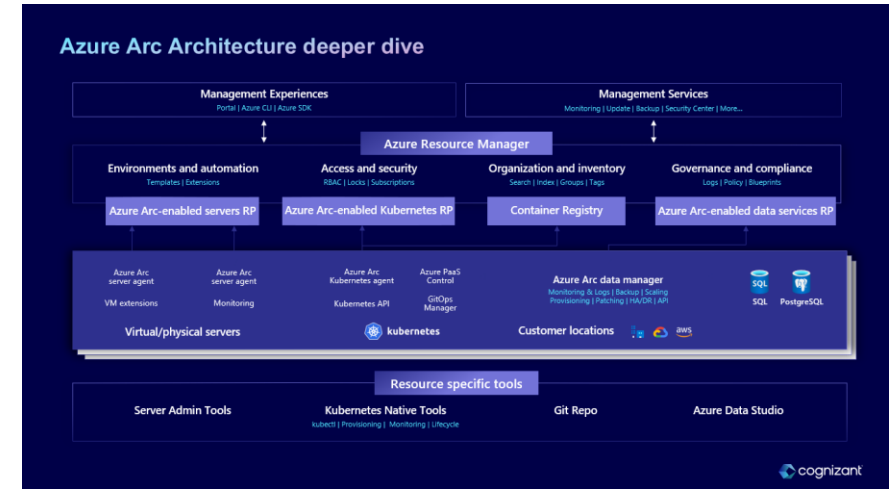 Azure Arc Architecture deeper dive
Management Experiences
Portal | Azure CLI | Azure SDK
Management Services
Monitoring | Update | Backup | Security Center | More...
Azure Resource Manager
Environments and automation
Templates | Extensions
Access and security
RBAC | Locks | Subscriptions
Organization and inventory
Search | Index | Groups | Tags
Governance and compliance
Logs | Policy | Blueprints
Azure Arc-enabled servers RP
Azure Arc-enabled Kubernetes RP
Container Registry
Azure Arc-enabled data services RP
Azure Arc
server agent
Azure Arc
server agent
Azure Arc
Kubernetes agent
Azure PaaS
Control
VM extensions
Monitoring
Kubernetes API
GitOps
Manager
Azure Arc data manager
Monitoring & Logs | Backup | Scaling
Provisioning | Patching | HA/DR | API
SQL
SQL
PostgreSQL
Virtual/physical servers
kubernetes
Customer locations
aws
Resource specific tools
Server Admin Tools
Kubernetes Native Tools
kubectl | Provisioning | Monitoring | Lifecycle
Git Repo
Azure Data Studio
cognizant